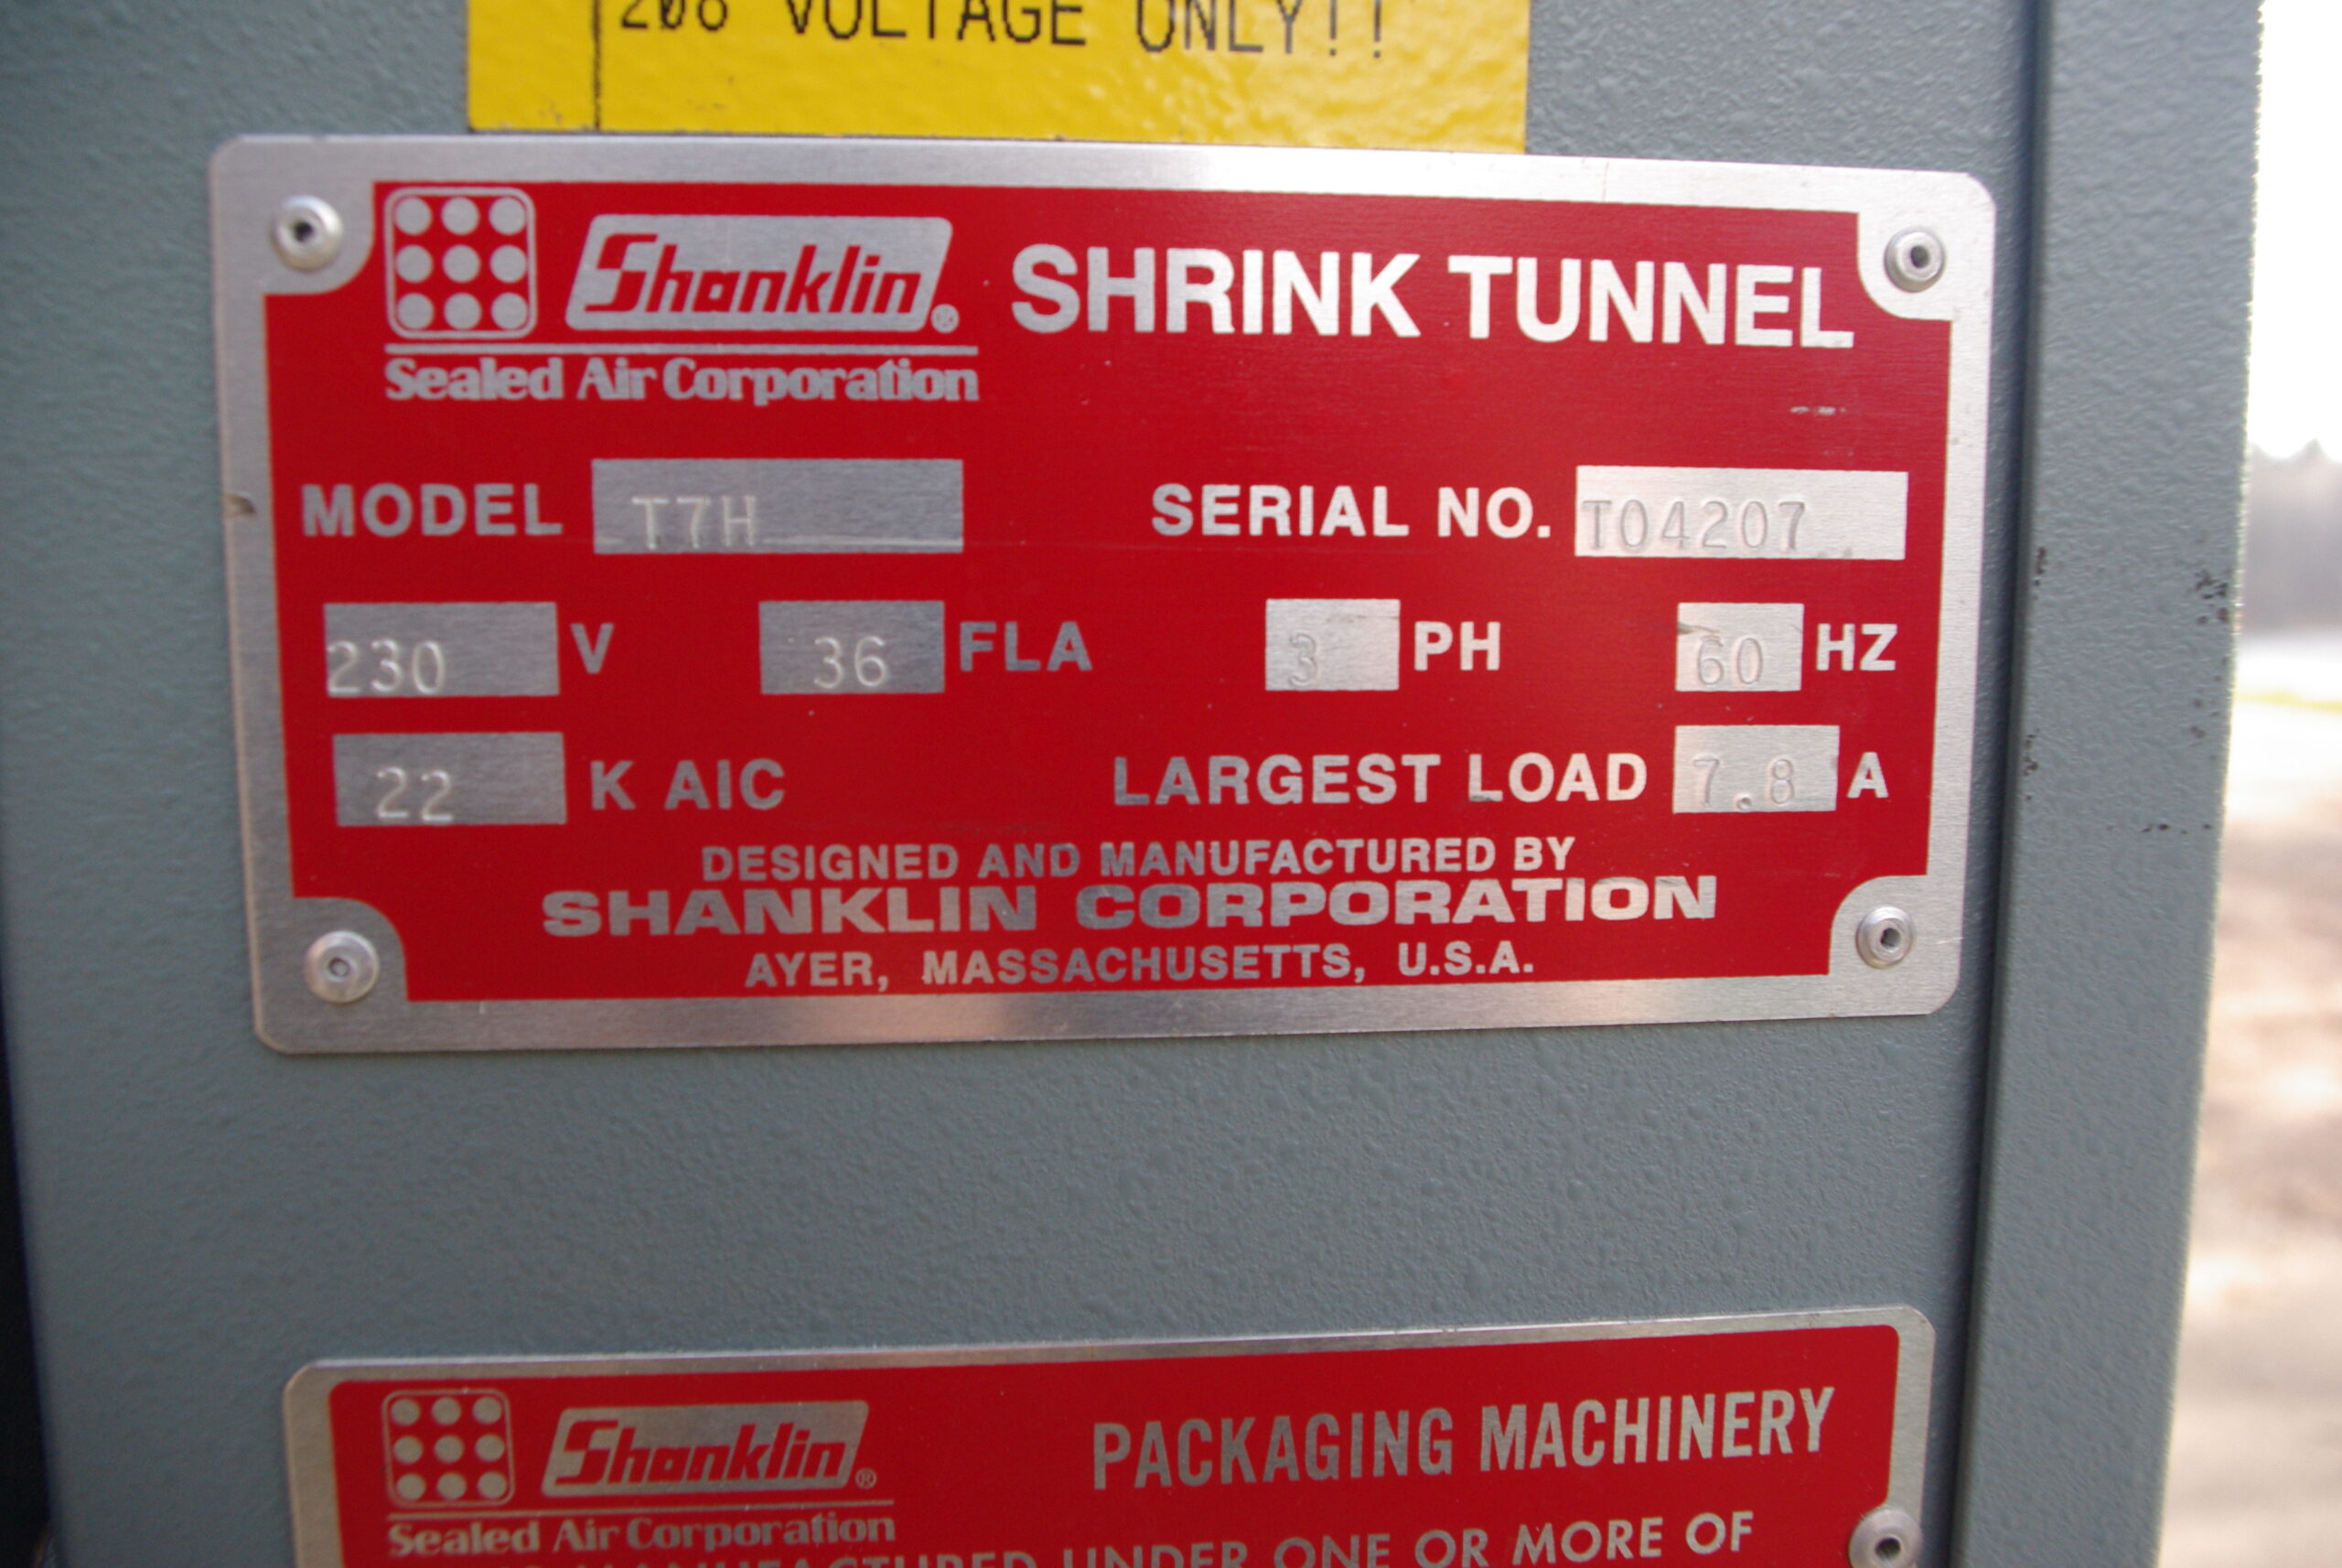 208 VOLTAGE ONLY!!
Shanklin® SHRINK TUNNEL
Sealed Air Corporation
MODEL T7H SERIAL NO. T04207
230 V 36 FLA 3 PH 60 HZ
22 K AIC LARGEST LOAD 7.8 A
DESIGNED AND MANUFACTURED BY
SHANKLIN CORPORATION
AYER, MASSACHUSETTS, U.S.A.
Shanklin® PACKAGING MACHINERY
Sealed Air Corporation
MANUFACTURED UNDER ONE OR MORE OF